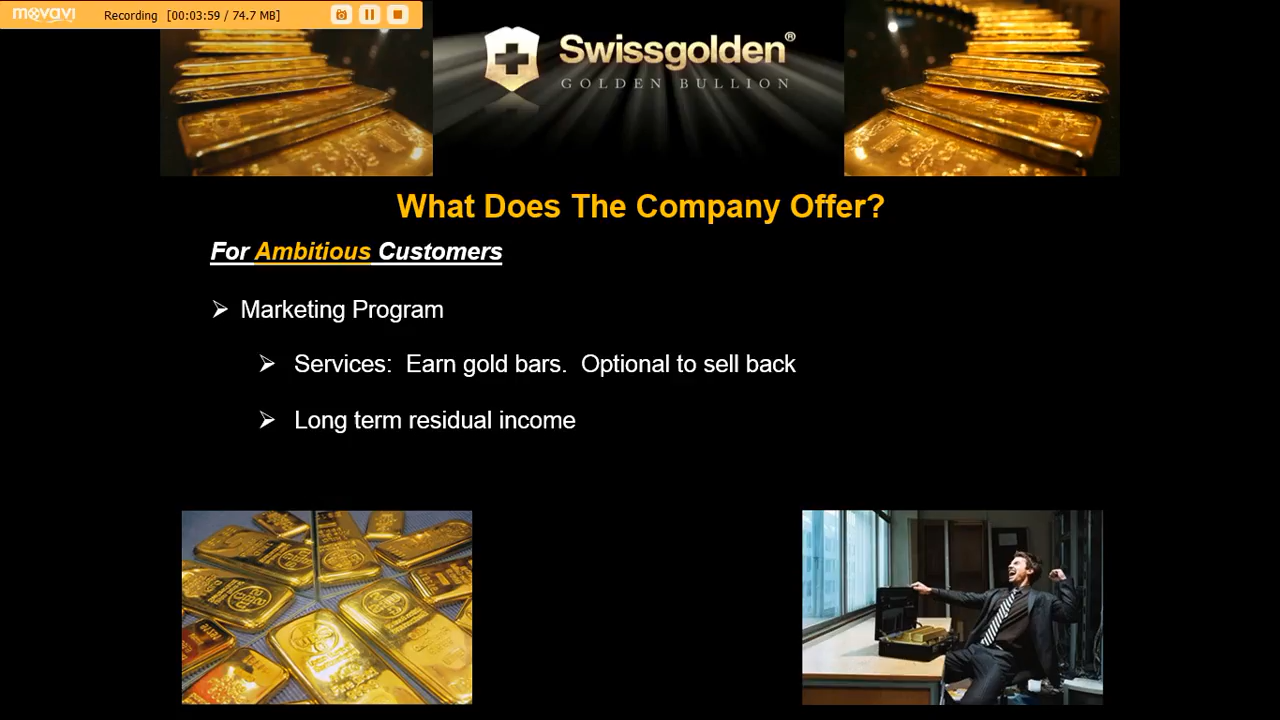 movavi Recording [00:03:59 / 74.7 MB]
Swissgolden®
GOLDEN BULLION
What Does The Company Offer?
For Ambitious Customers
Marketing Program
Services: Earn gold bars. Optional to sell back
Long term residual income